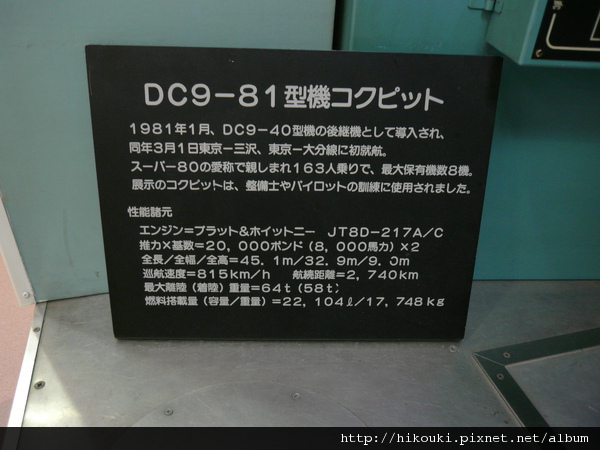 DC9-81型機コクピット
1981年1月、DC9-40型機の後継機として導入され、
同年3月1日東京ー三沢、東京ー大分線に初就航。
スーパー80の愛称で親しまれ163人乗りで、最大保有機数8機。
展示のコクピットは、整備士やパイロットの訓練に使用されました。
性能諸元
エンジン=プラット&ホイットニー JT8D-217A/C
推力×基数=20,000ポンド(8,000馬力)×2
全長/全幅/全高=45.1m/32.9m/9.0m
巡航速度=815km/h 航続距離=2,740km
最大離陸(着陸)重量=64t(58t)
燃料搭載量(容量/重量)=22,104ℓ/17,748kg
http://hikouki.pixnet.net/album